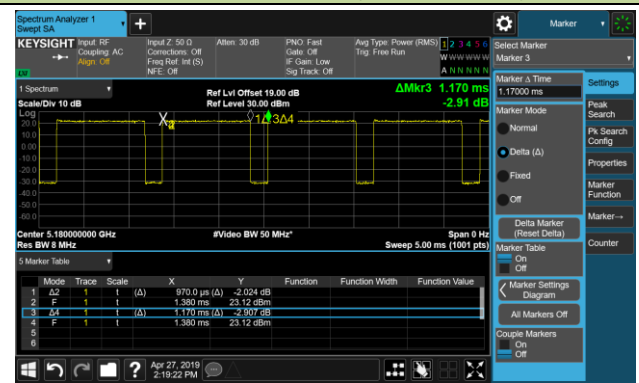 Spectrum Analyzer 1
Swept SA
Marker
KEYSIGHT Input: RF Input Z: 50 Ω Atten: 30 dB PNO: Fast Avg Type: Power (RMS) 1 2 3 4 5 6
Coupling: AC Corrections: Off Gate: Off Trig: Free Run W W W W W W
Align: Off Freq Ref: Int (S) IF Gain: Low
NFE: Off Sig Track: Off A N N N N N
LW
Select Marker
Marker 3
1 Spectrum
Ref Lvl Offset 19.00 dB ΔMkr3 1.170 ms
Scale/Div 10 dB Ref Level 30.00 dBm -2.91 dB
Log
20.0
10.0
0.00
-10.0
-20.0
-30.0
-40.0
-50.0
-60.0
1Δ 3Δ4
Center 5.180000000 GHz #Video BW 50 MHz* Span 0 Hz
Res BW 8 MHz Sweep 5.00 ms (1001 pts)
5 Marker Table
Mode Trace Scale X Y Function Function Width Function Value
1 Δ2 1 t (Δ) 970.0 µs (Δ) -2.024 dB
2 F 1 t 1.380 ms 23.12 dBm
3 Δ4 1 t (Δ) 1.170 ms (Δ) -2.907 dB
4 F 1 t 1.380 ms 23.12 dBm
5
6
Marker Δ Time
1.17000 ms
Marker Mode
Normal
Delta (Δ)
Fixed
Off
Delta Marker
(Reset Delta)
Marker Table
On
Off
Marker Settings
Diagram
All Markers Off
Couple Markers
On
Off
Settings
Peak
Search
Pk Search
Config
Properties
Marker
Function
Marker→
Counter
? Apr 27, 2019
2:19:22 PM